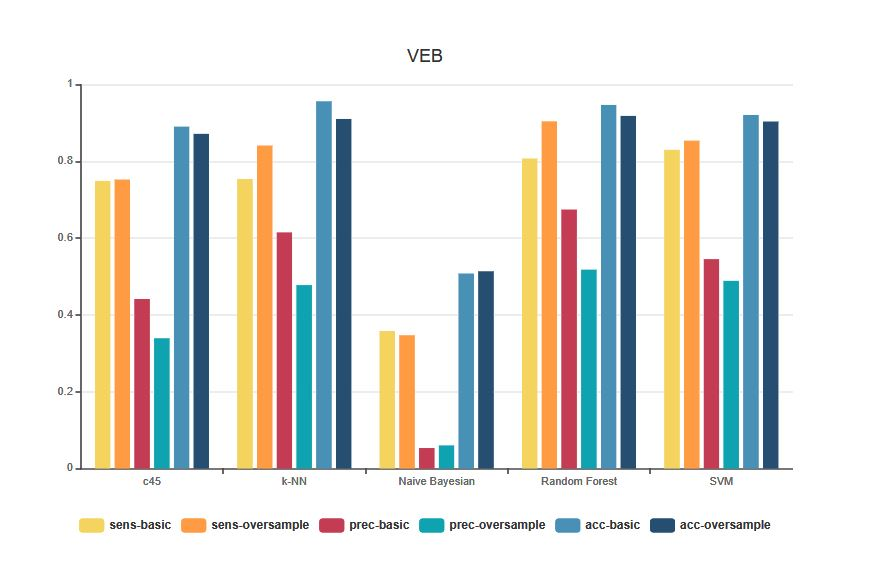 VEB
1
0.8
0.6
0.4
0.2
0
c45 k-NN Naive Bayesian Random Forest SVM
sens-basic sens-oversample prec-basic prec-oversample acc-basic acc-oversample